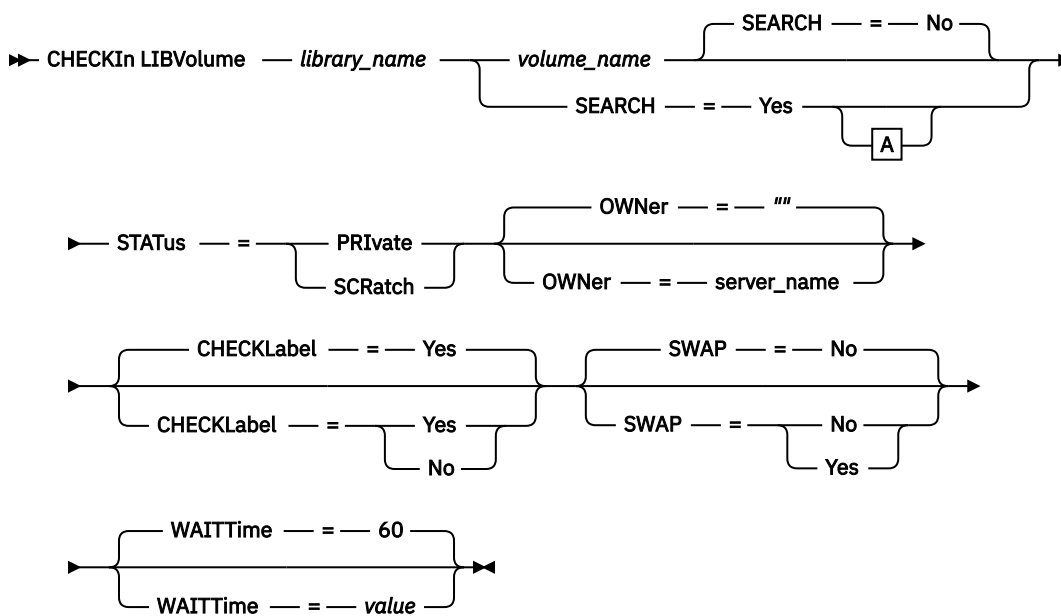 SEARCH = No
CHECKIn LIBVolume library_name volume_name
SEARCH = Yes
A
OWNer = ""
STATus = PRIvate
SCRatch OWNer = server_name
CHECKLabel = Yes SWAP = No
CHECKLabel = Yes SWAP = No
No Yes
WAITTime = 60
WAITTime = value